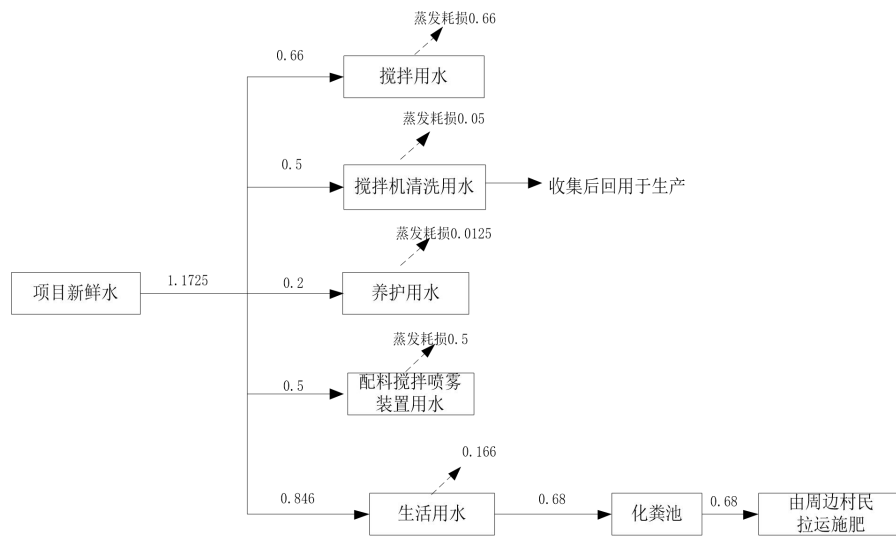 蒸发耗损0.66
0.66
搅拌用水
蒸发耗损0.05
0.5
搅拌机清洗用水
收集后回用于生产
蒸发耗损0.0125
项目新鲜水
1.1725
0.2
养护用水
蒸发耗损0.5
0.5
配料搅拌喷雾
装置用水
0.166
0.846
生活用水
0.68
化粪池
0.68
由周边村民
拉运施肥